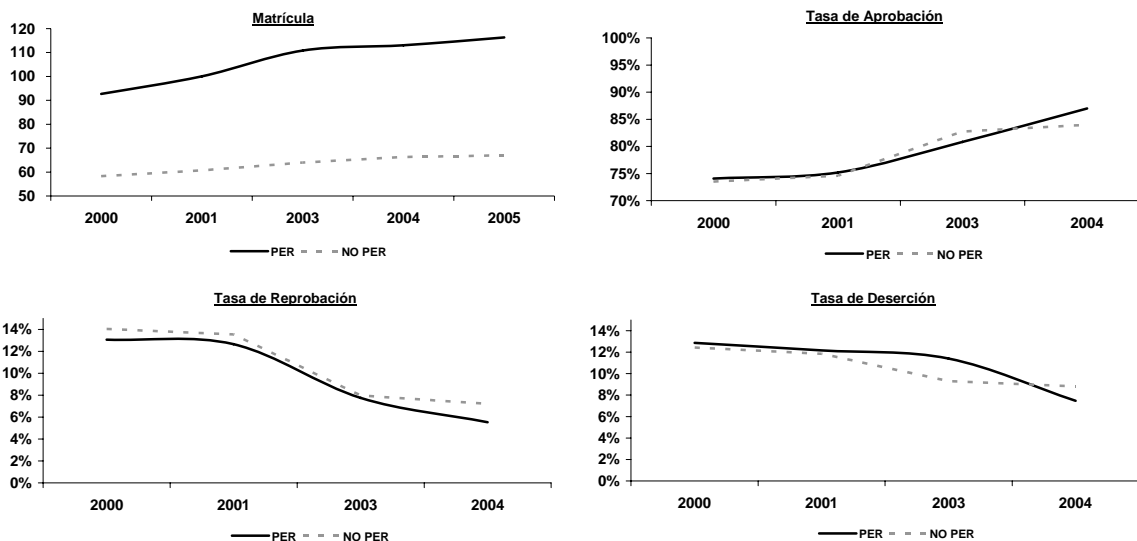 Matrícula
120
110
100
90
80
70
60
50
2000 2001 2003 2004 2005
PER NO PER
Tasa de Aprobación
100%
95%
90%
85%
80%
75%
70%
2000 2001 2003 2004
PER NO PER
Tasa de Reprobación
14%
12%
10%
8%
6%
4%
2%
0%
2000 2001 2003 2004
PER NO PER
Tasa de Deserción
14%
12%
10%
8%
6%
4%
2%
0%
2000 2001 2003 2004
PER NO PER